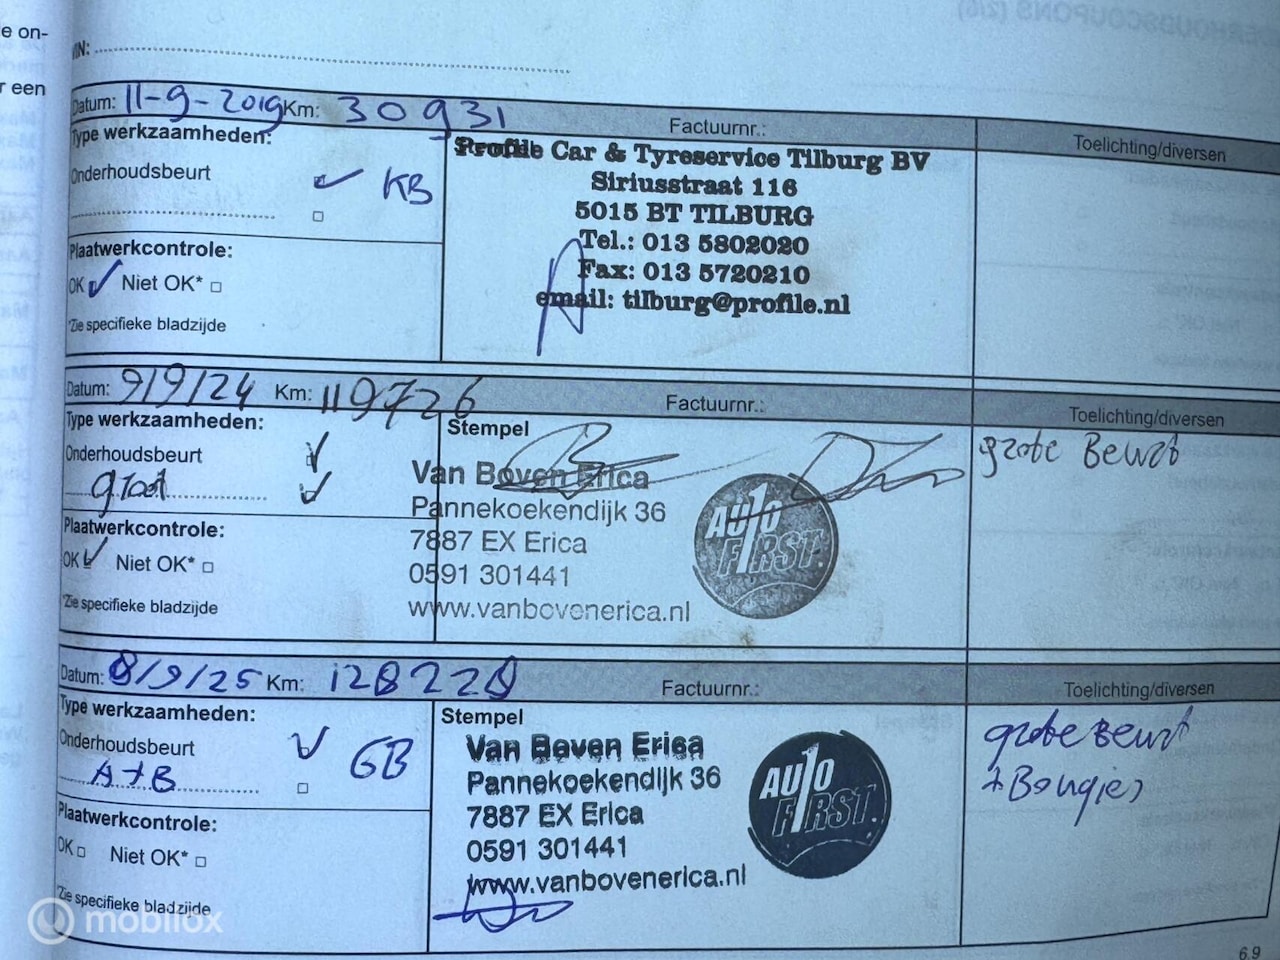 e on-
r een
VIN:
Datum: 11-9-2019 Km: 30931
Factuurnr.:
Toelichting/diversen
Type werkzaamheden:
Onderhoudsbeurt KB
Plaatwerkcontrole:
OK Niet OK*
*Zie specifieke bladzijde
Profile Car & Tyreservice Tilburg BV
Siriusstraat 116
5015 BT TILBURG
Tel.: 013 5802020
Fax: 013 5720210
email: tilburg@profile.nl
Datum: 9/9/24 Km: 119726
Factuurnr.:
Toelichting/diversen
Type werkzaamheden:
Onderhoudsbeurt
groot
Plaatwerkcontrole:
OK Niet OK*
*Zie specifieke bladzijde
Stempel
Van Boven Erica
Pannekoekendijk 36
7887 EX Erica
0591 301441
www.vanbovenerica.nl
AUTO
FIRST.
grote Beurt
Datum: 8/9/25 Km: 128220
Factuurnr.:
Toelichting/diversen
Type werkzaamheden:
Onderhoudsbeurt GB
A+B
Plaatwerkcontrole:
OK Niet OK*
*Zie specifieke bladzijde
Stempel
Van Boven Erica
Pannekoekendijk 36
7887 EX Erica
0591 301441
www.vanbovenerica.nl
AUTO
FIRST.
grote Beurt
+ Bougies
mobilox
6.9